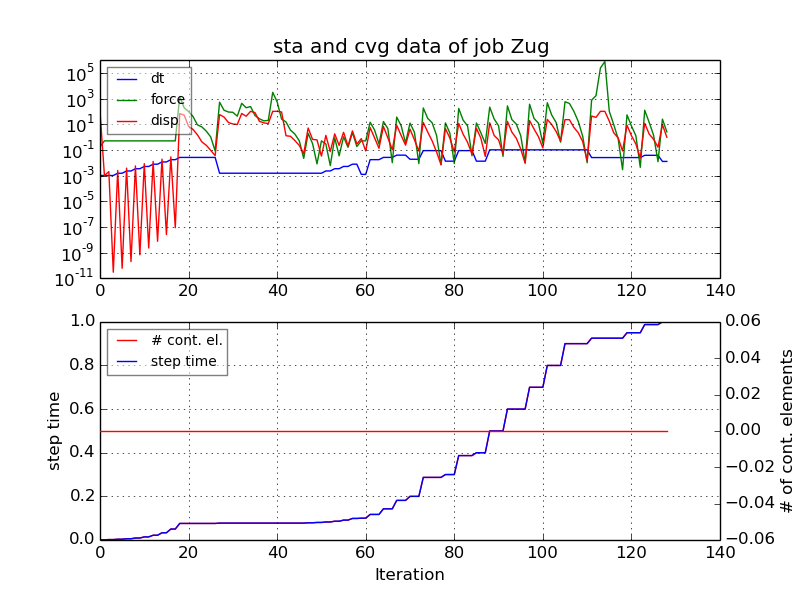 sta and cvg data of job Zug
10^5
10^3
10^1
10^-1
10^-3
10^-5
10^-7
10^-9
10^-11
dt
force
disp
0 20 40 60 80 100 120 140
1.0
0.8
0.6
0.4
0.2
0.0
step time
# cont. el.
step time
0.06
0.04
0.02
0.00
−0.02
−0.04
−0.06
# of cont. elements
0 20 40 60 80 100 120 140
Iteration